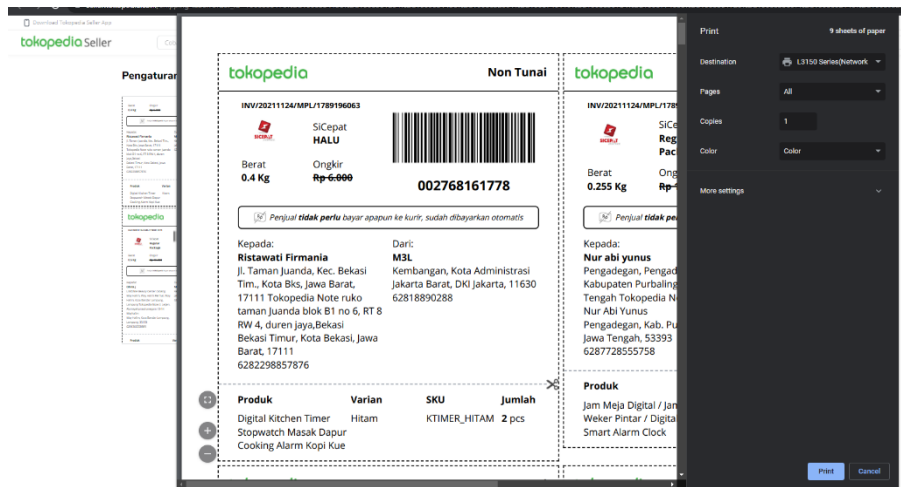 Download Tokopedia Seller App
tokopedia Seller
Pengaturan
tokopedia
Non Tunai
INV/20211124/MPL/1789196063
SiCepat
HALU
Berat
0.4 Kg
Ongkir
Rp 6.000
002768161778
Penjual tidak perlu bayar apapun ke kurir, sudah dibayarkan otomatis
Kepada:
Ristawati Firmania
Jl. Taman Juanda, Kec. Bekasi
Tim., Kota Bks, Jawa Barat,
17111 Tokopedia Note ruko
taman Juanda blok B1 no 6, RT 8
RW 4, duren jaya,Bekasi
Bekasi Timur, Kota Bekasi, Jawa
Barat, 17111
6282298857876
Dari:
M3L
Kembangan, Kota Administrasi
Jakarta Barat, DKI Jakarta, 11630
62818890288
Produk Varian SKU Jumlah
Digital Kitchen Timer Hitam KTIMER_HITAM 2 pcs
Stopwatch Masak Dapur
Cooking Alarm Kopi Kue
tokopedia
INV/20211124/MPL/1789
SiCe
Reg
Pac
Berat
0.255 Kg
Ong
Rp
Penjual tidak pe
Kepada:
Nur abi yunus
Pengadegan, Pengad
Kabupaten Purbaling
Tengah Tokopedia N
Nur Abi Yunus
Pengadegan, Kab. Pu
Jawa Tengah, 53393
6287728555758
Produk
Jam Meja Digital / Jan
Weker Pintar / Digita
Smart Alarm Clock
Print 9 sheets of paper
Destination L3150 Series(Network
Pages All
Copies 1
Color Color
More settings
Print Cancel